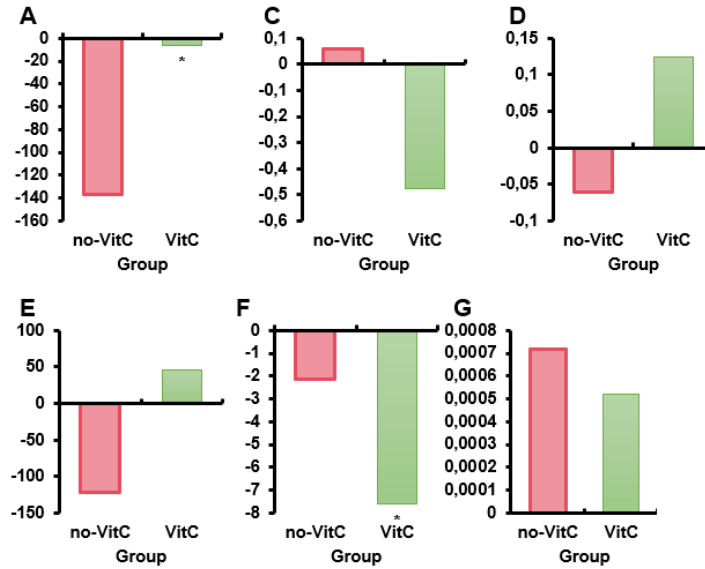 A
0
-20
-40
-60
-80
-100
-120
-140
-160
*
no-VitC VitC
Group
C
0,1
0
-0,1
-0,2
-0,3
-0,4
-0,5
-0,6
no-VitC VitC
Group
D
0,15
0,1
0,05
0
-0,05
-0,1
no-VitC VitC
Group
E
100
50
0
-50
-100
-150
no-VitC VitC
Group
F
0
-1
-2
-3
-4
-5
-6
-7
-8
*
no-VitC VitC
Group
G
0,0008
0,0007
0,0006
0,0005
0,0004
0,0003
0,0002
0,0001
0
no-VitC VitC
Group